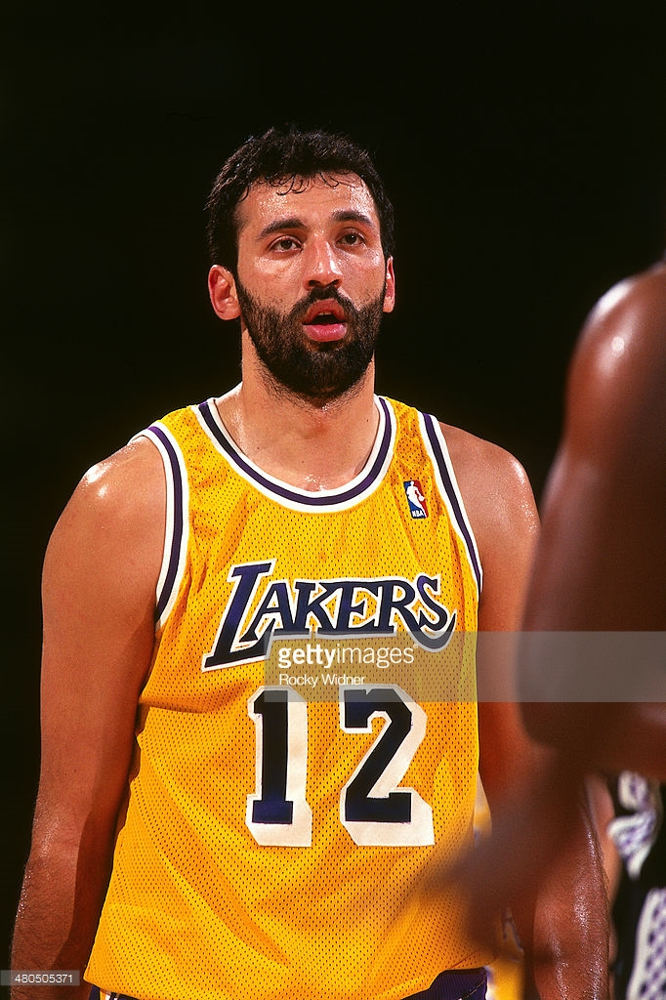 NBA
LAKERS
gettyimages
Rocky Widner
12
480505371